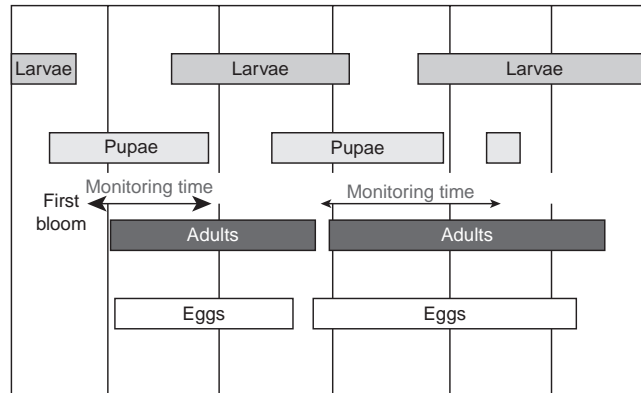 Larvae Larvae Larvae
Pupae Pupae
Monitoring time Monitoring time
First
bloom
Adults Adults
Eggs Eggs